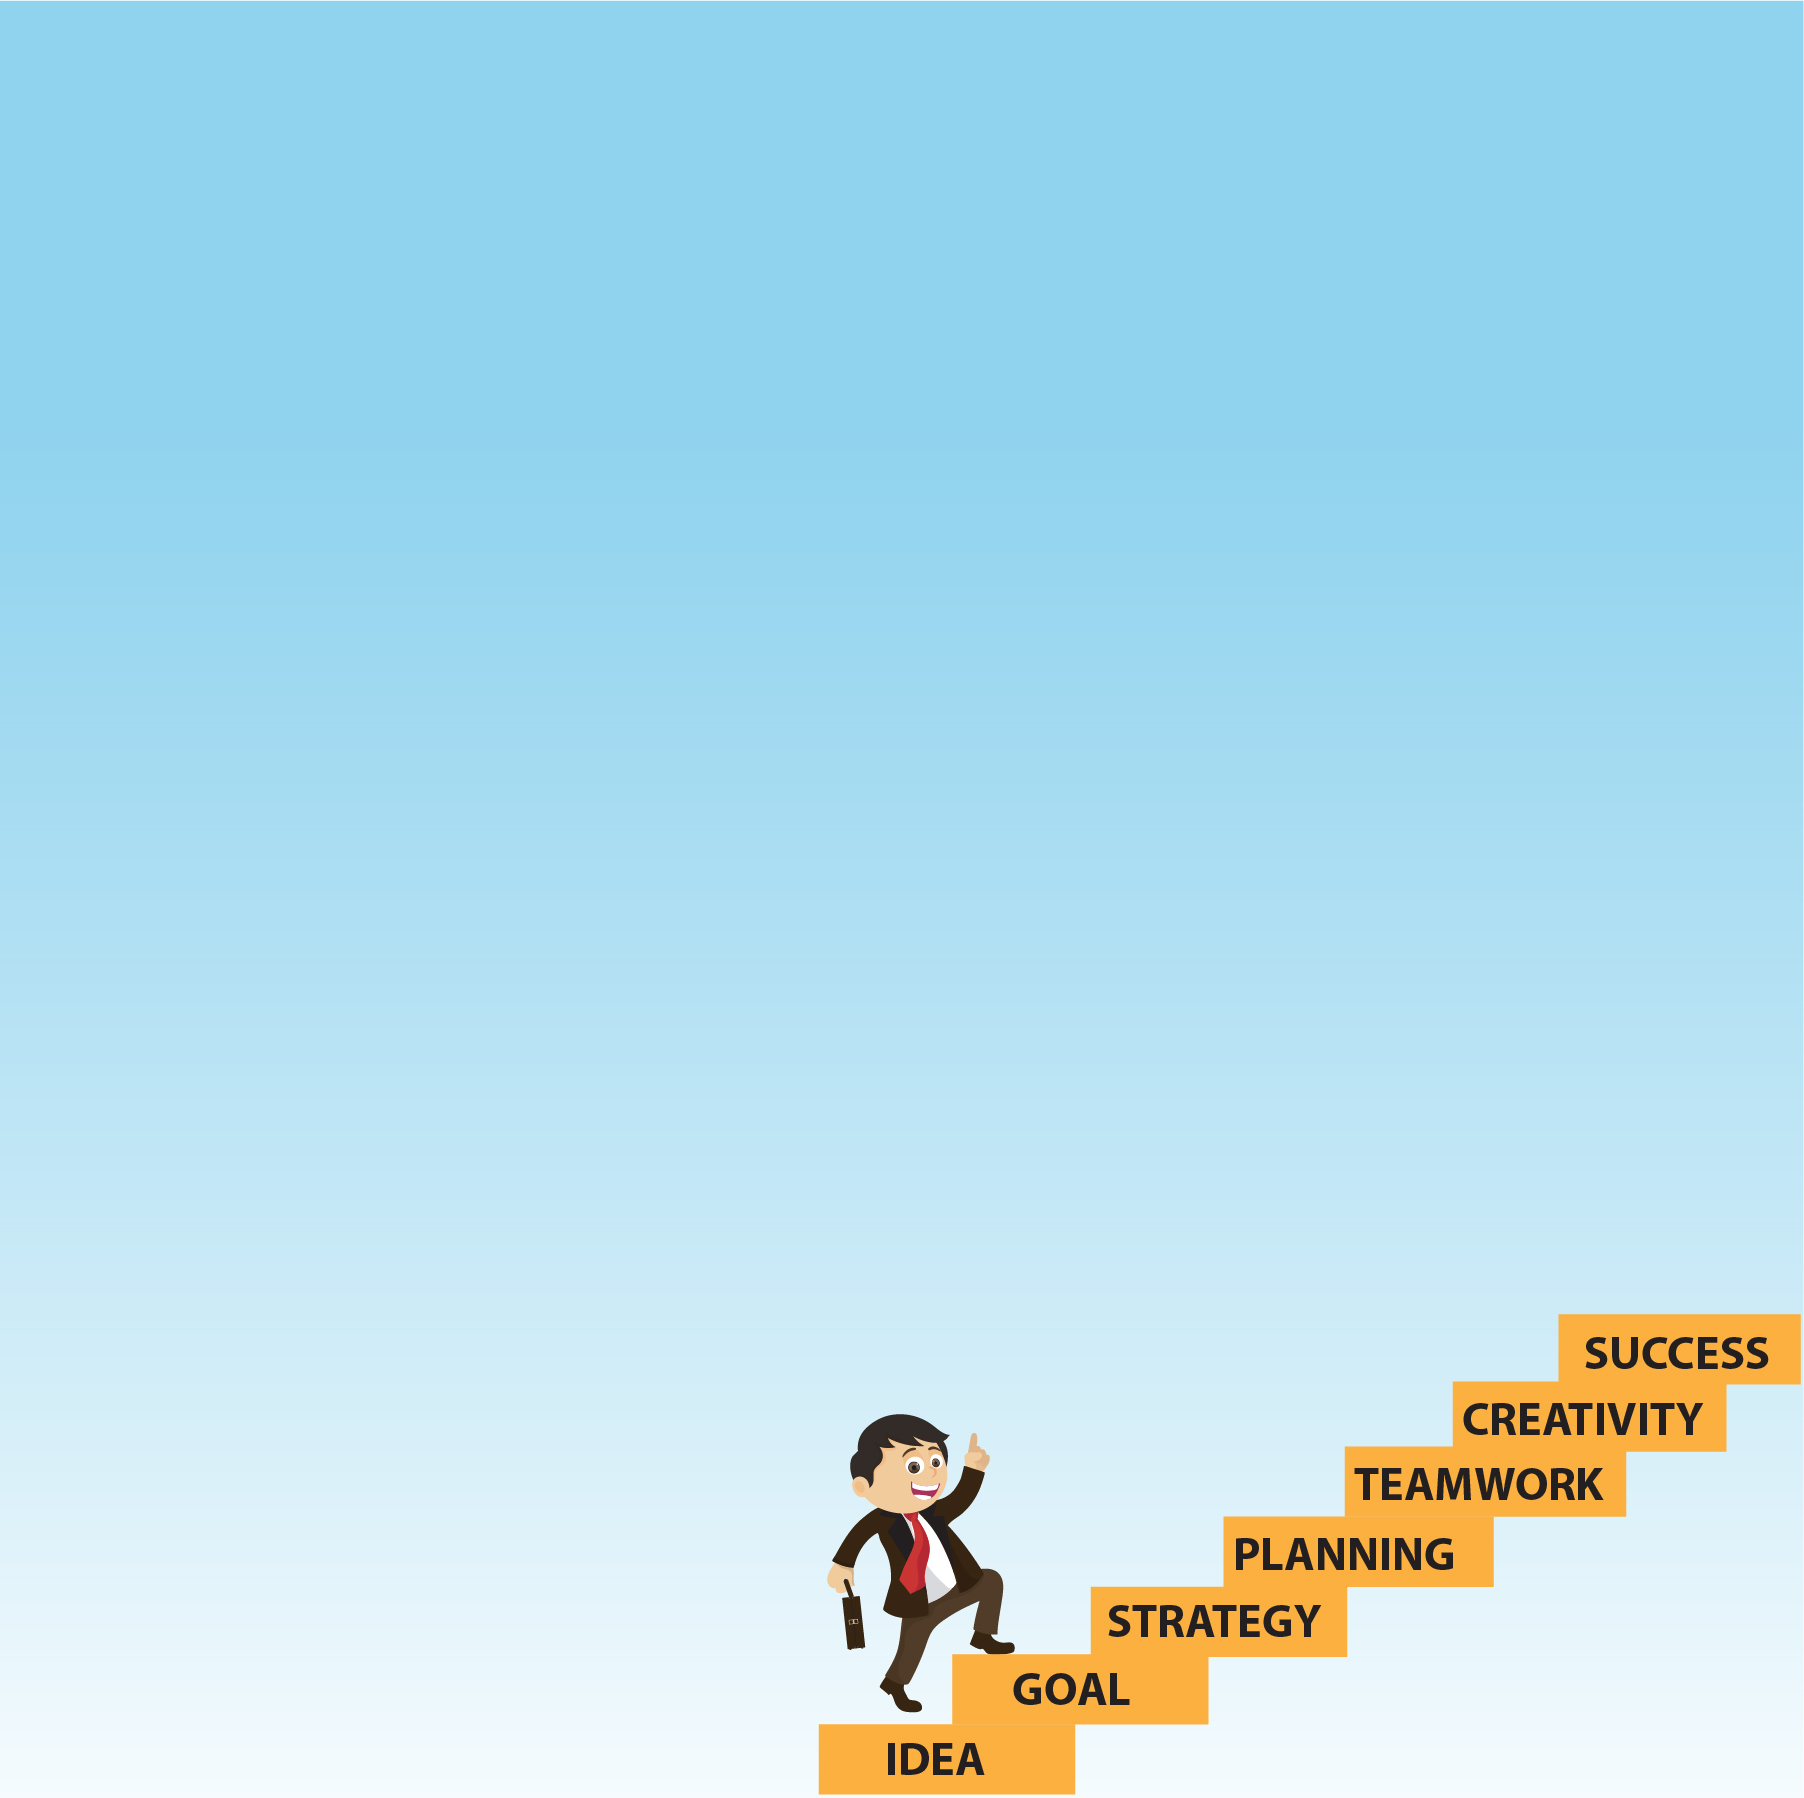 SUCCESS
CREATIVITY
TEAMWORK
PLANNING
STRATEGY
GOAL
IDEA